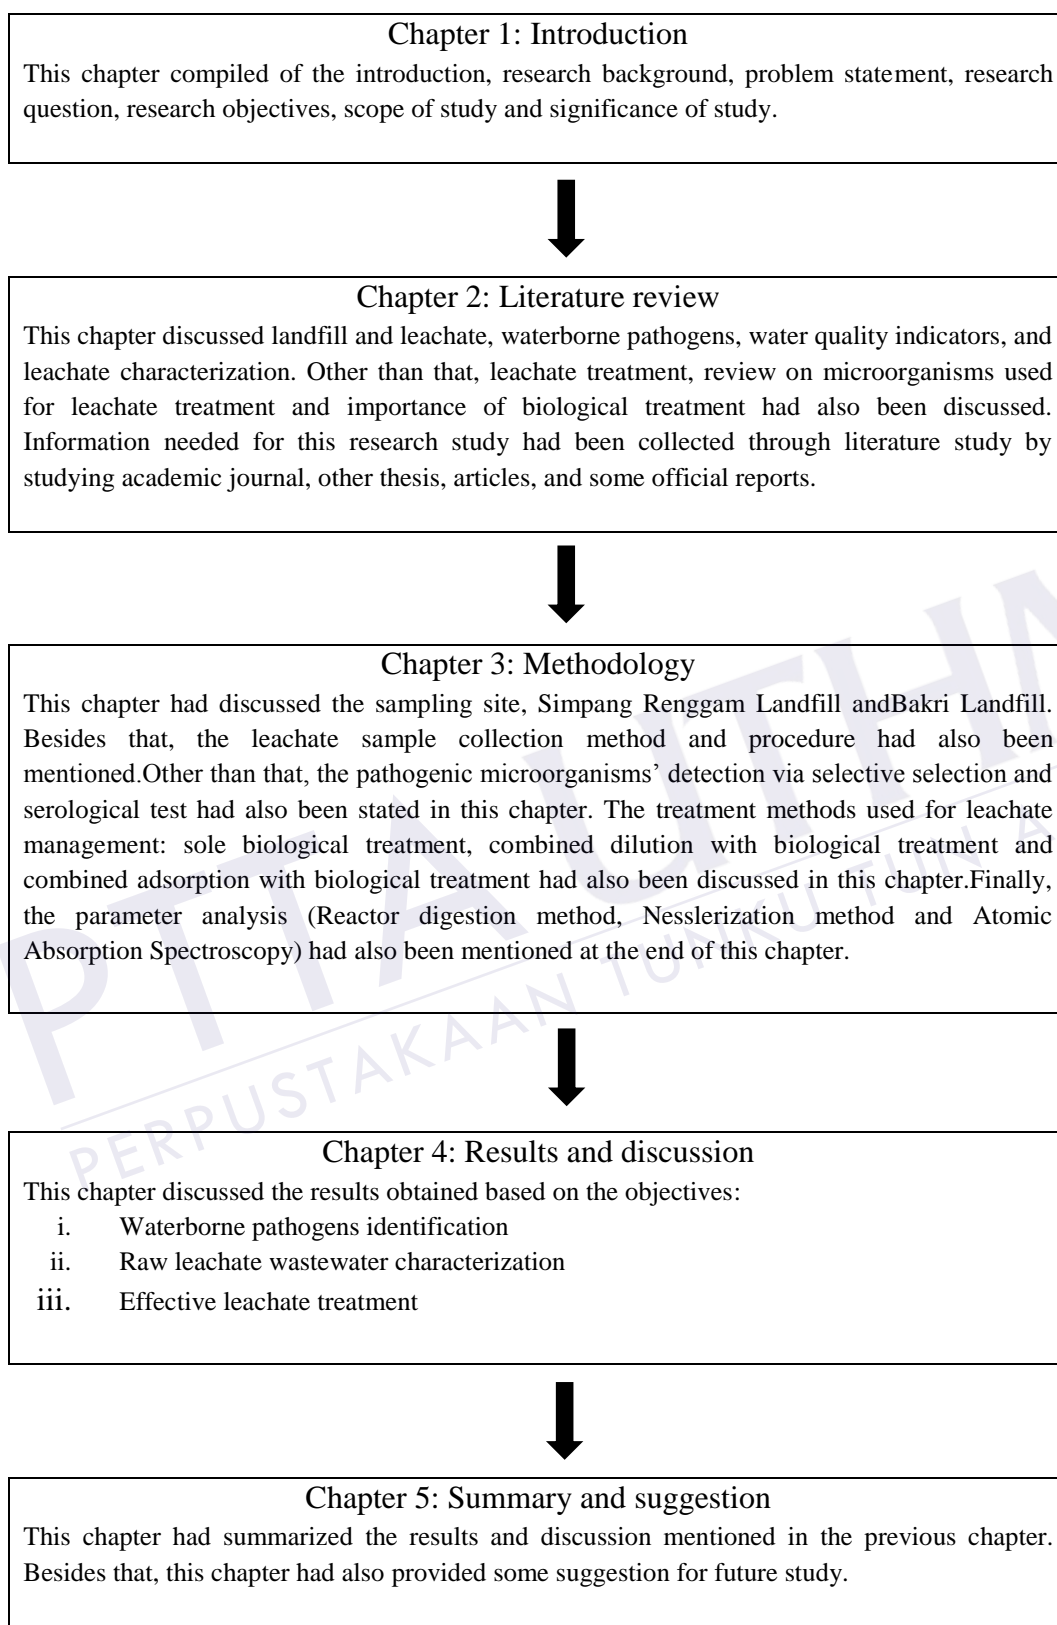 Chapter 1: Introduction
This chapter compiled of the introduction, research background, problem statement, research
question, research objectives, scope of study and significance of study.
Chapter 2: Literature review
This chapter discussed landfill and leachate, waterborne pathogens, water quality indicators, and
leachate characterization. Other than that, leachate treatment, review on microorganisms used
for leachate treatment and importance of biological treatment had also been discussed.
Information needed for this research study had been collected through literature study by
studying academic journal, other thesis, articles, and some official reports.
Chapter 3: Methodology
This chapter had discussed the sampling site, Simpang Renggam Landfill andBakri Landfill.
Besides that, the leachate sample collection method and procedure had also been
mentioned.Other than that, the pathogenic microorganisms’ detection via selective selection and
serological test had also been stated in this chapter. The treatment methods used for leachate
management: sole biological treatment, combined dilution with biological treatment and
combined adsorption with biological treatment had also been discussed in this chapter.Finally,
the parameter analysis (Reactor digestion method, Nesslerization method and Atomic
Absorption Spectroscopy) had also been mentioned at the end of this chapter.
Chapter 4: Results and discussion
This chapter discussed the results obtained based on the objectives:
i. Waterborne pathogens identification
ii. Raw leachate wastewater characterization
iii. Effective leachate treatment
Chapter 5: Summary and suggestion
This chapter had summarized the results and discussion mentioned in the previous chapter.
Besides that, this chapter had also provided some suggestion for future study.
PTTA UTH
PERPUSTAKAAN TUNKU TUN A